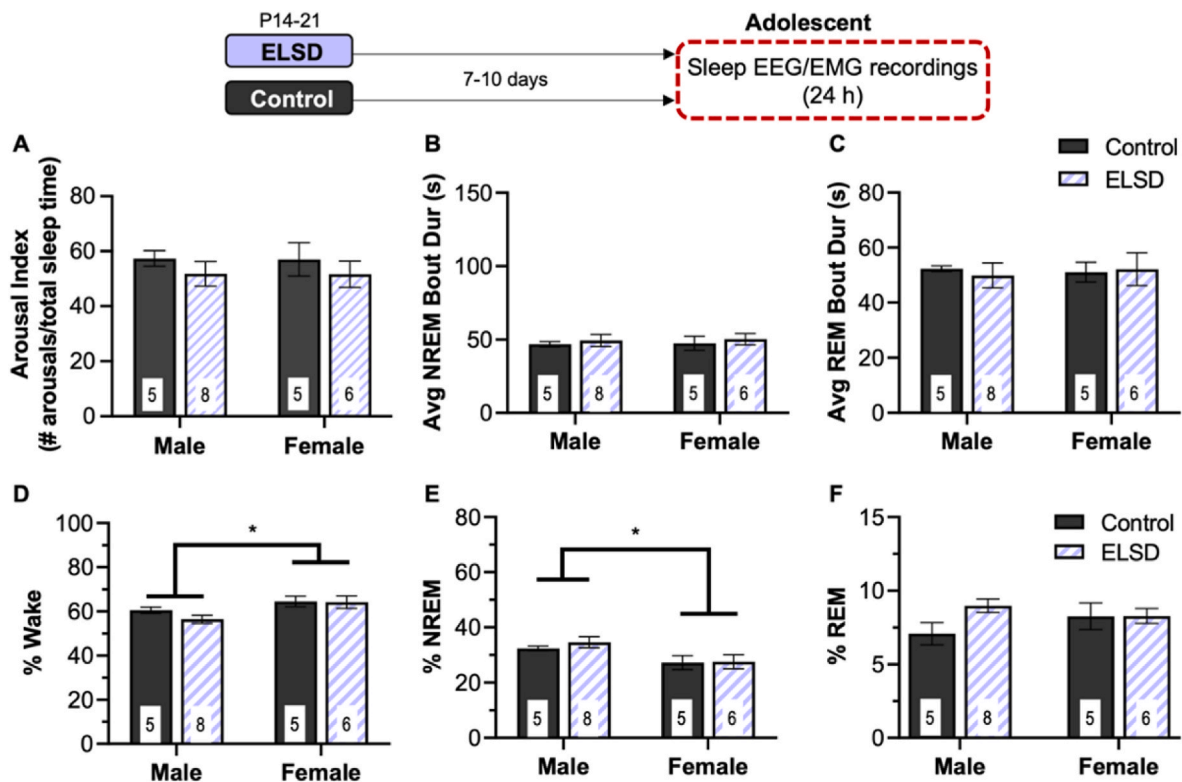 P14-21
ELSD
Control
7-10 days
Adolescent
Sleep EEG/EMG recordings
(24 h)
A
Arousal Index
(# arousals/total sleep time)
80
60
40
20
0
5
8
5
6
Male
Female
B
Avg NREM Bout Dur (s)
150
100
50
0
5
8
5
6
Male
Female
C
Control
ELSD
Avg REM Bout Dur (s)
80
60
40
20
0
5
8
5
6
Male
Female
D
% Wake
100
80
60
40
20
0
*
5
8
5
6
Male
Female
E
% NREM
80
60
40
20
0
*
5
8
5
6
Male
Female
F
Control
ELSD
% REM
15
10
5
0
5
8
5
6
Male
Female